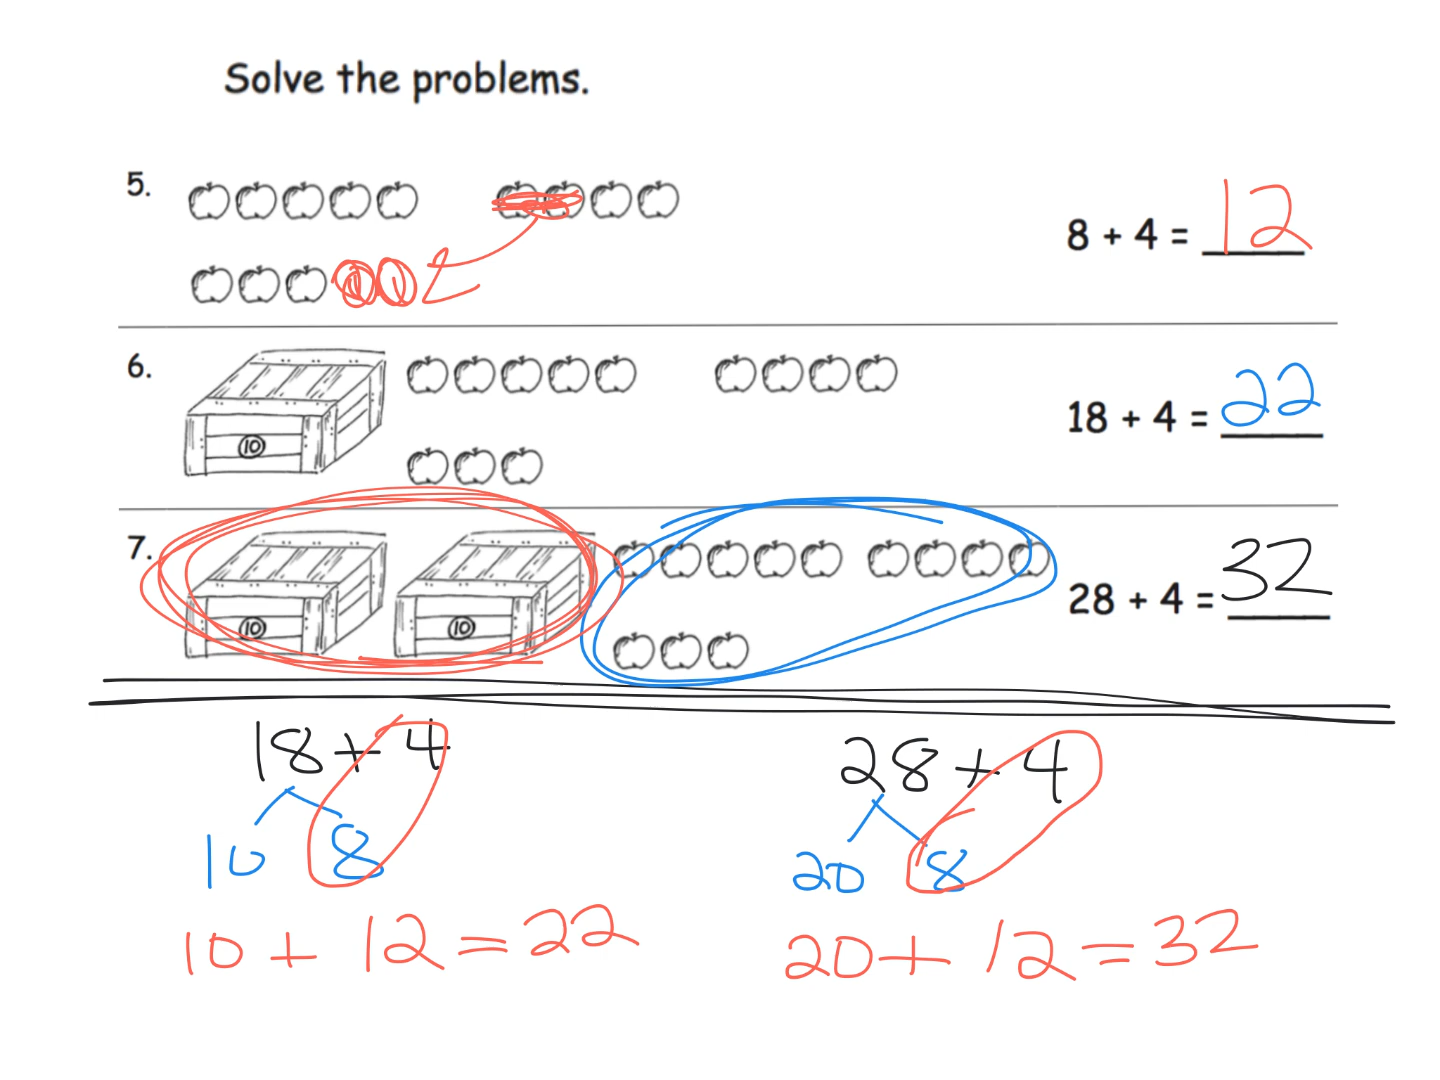 Solve the problems.
5.
8 + 4 = 12
6.
10
18 + 4 = 22
7.
10 10
28 + 4 = 32
18 + 4
10 8
10 + 12 = 22
28 + 4
20 8
20 + 12 = 32